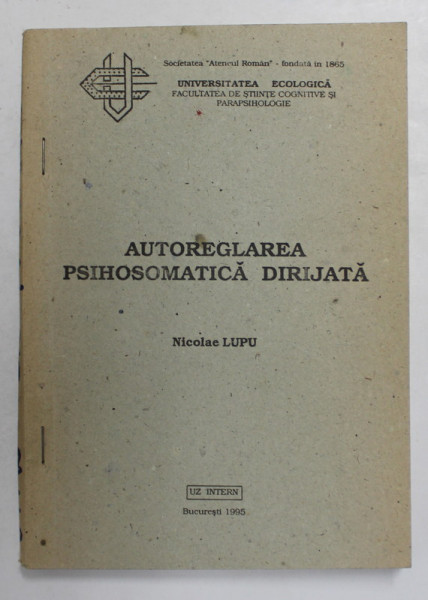 Societatea "Ateneul Român" - fondată în 1865
UNIVERSITATEA ECOLOGICĂ
FACULTATEA DE ȘTIINȚE COGNITIVE ȘI
PARAPSIHOLOGIE
AUTOREGLAREA
PSIHOSOMATICĂ DIRIJATĂ
Nicolae LUPU
UZ INTERN
București 1995